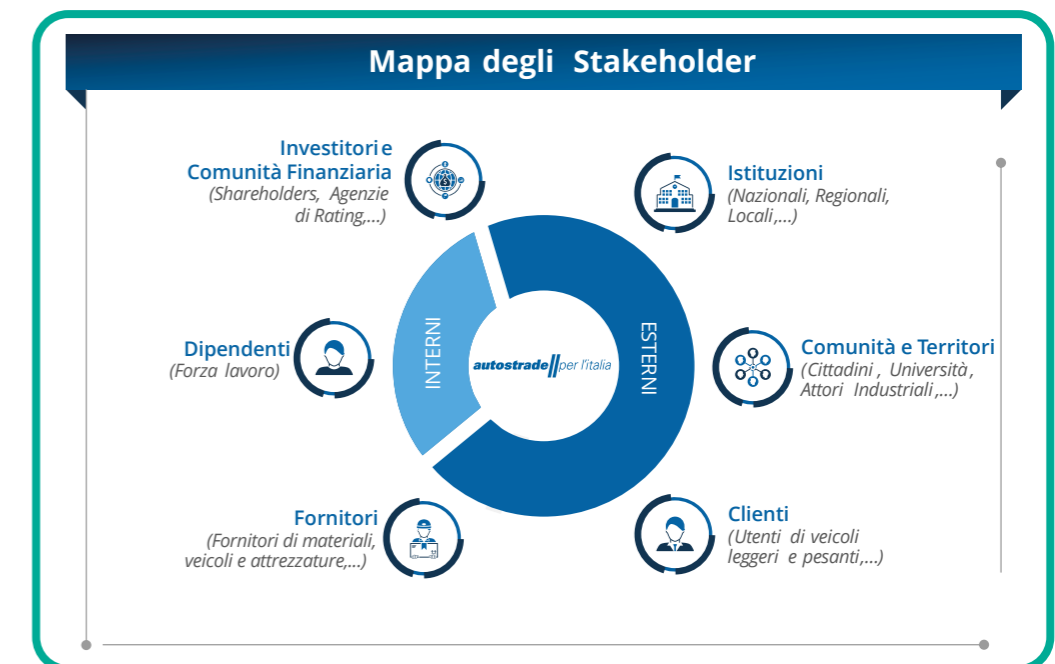 Mappa degli Stakeholder
Investitori e
Comunità Finanziaria
(Shareholders, Agenzie
di Rating,...)
Istituzioni
(Nazionali, Regionali,
Locali,...)
Dipendenti
(Forza lavoro)
INTERNI
autostrade//per l'italia
ESTERNI
Comunità e Territori
(Cittadini, Università,
Attori Industriali,...)
Fornitori
(Fornitori di materiali,
veicoli e attrezzature,...)
Clienti
(Utenti di veicoli
leggeri e pesanti,...)